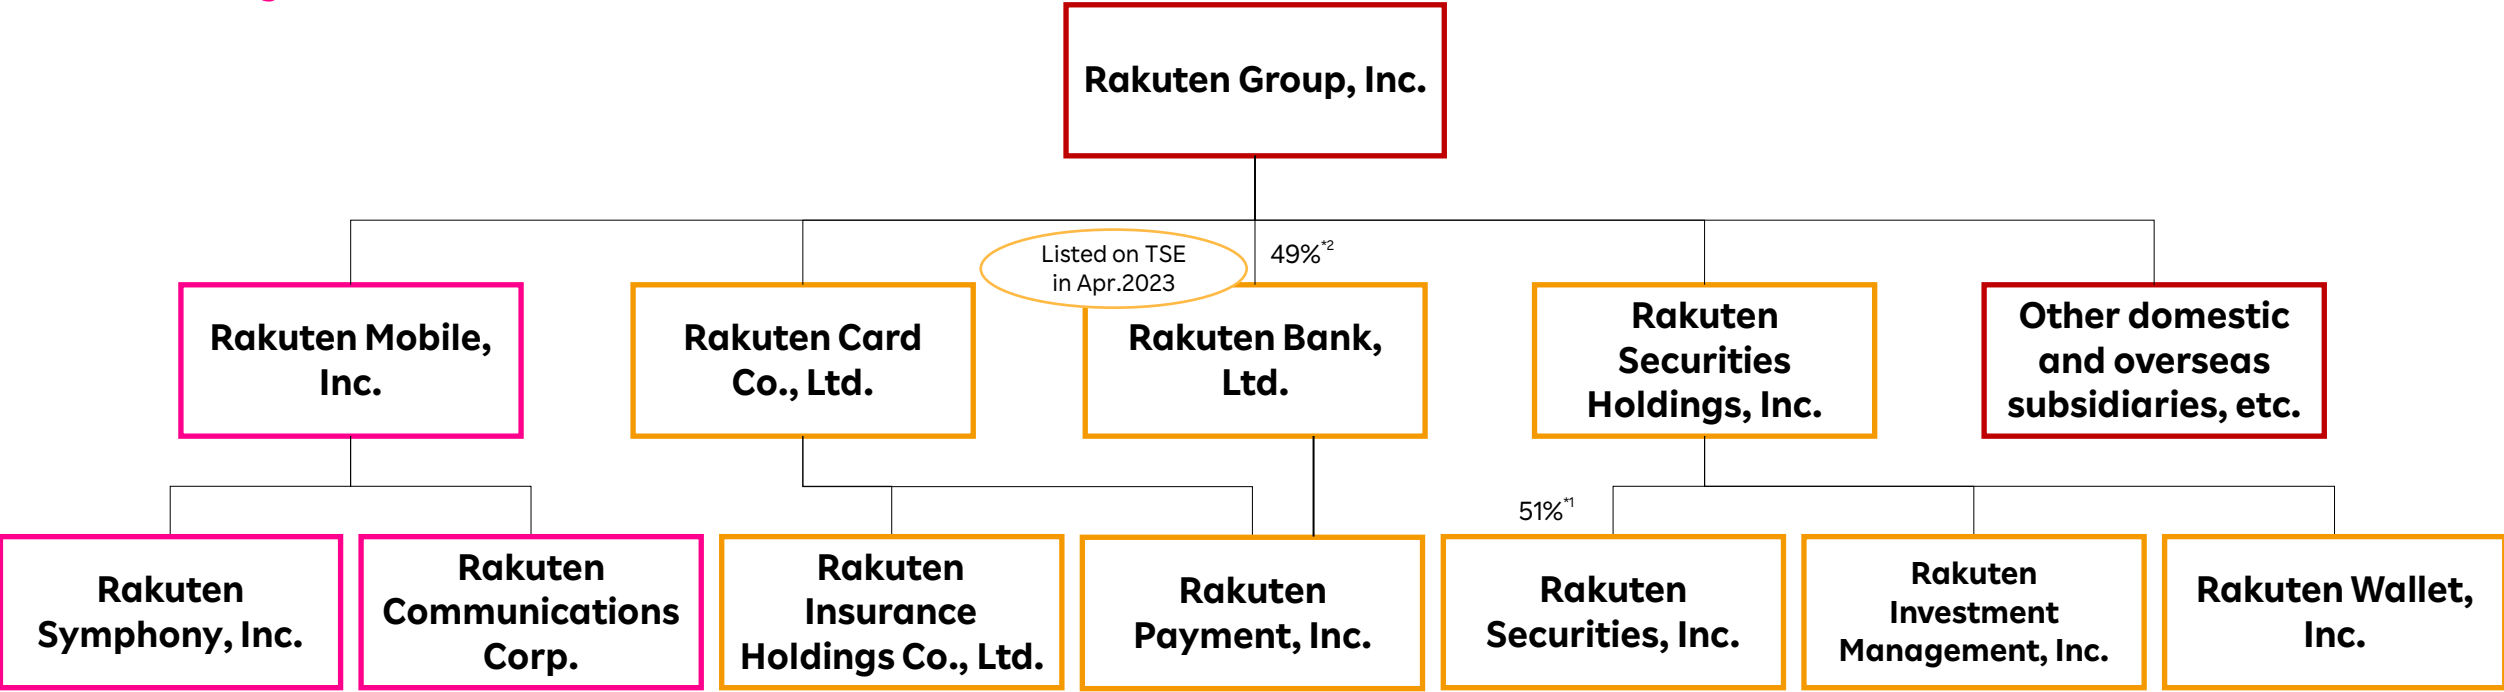 Rakuten Group, Inc.
Listed on TSE
in Apr.2023
49%*2
Rakuten Mobile,
Inc.
Rakuten Card
Co., Ltd.
Rakuten Bank,
Ltd.
Rakuten
Securities
Holdings, Inc.
Other domestic
and overseas
subsidiaries, etc.
51%*1
Rakuten
Symphony, Inc.
Rakuten
Communications
Corp.
Rakuten
Insurance
Holdings Co., Ltd.
Rakuten
Payment, Inc.
Rakuten
Securities, Inc.
Rakuten
Investment
Management, Inc.
Rakuten Wallet,
Inc.